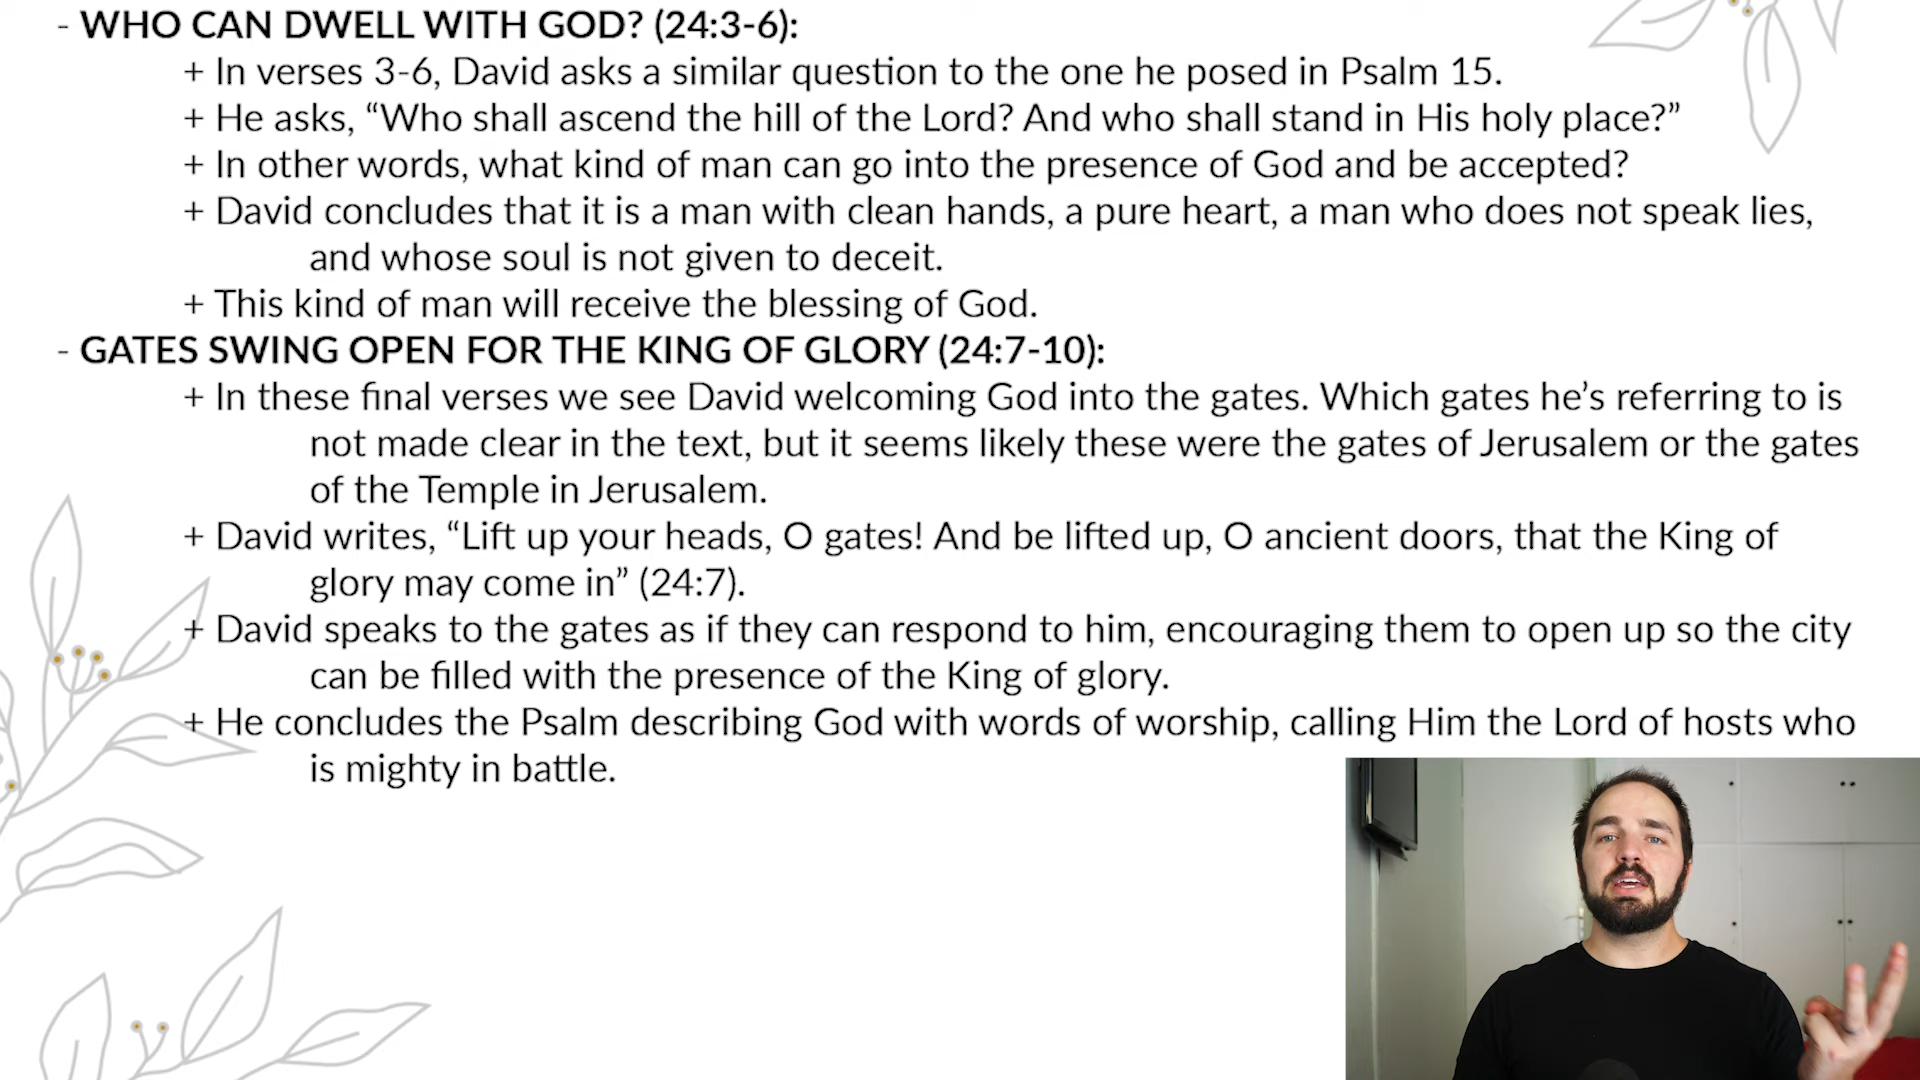 - WHO CAN DWELL WITH GOD? (24:3-6):
+ In verses 3-6, David asks a similar question to the one he posed in Psalm 15.
+ He asks, “Who shall ascend the hill of the Lord? And who shall stand in His holy place?”
+ In other words, what kind of man can go into the presence of God and be accepted?
+ David concludes that it is a man with clean hands, a pure heart, a man who does not speak lies,
and whose soul is not given to deceit.
+ This kind of man will receive the blessing of God.
- GATES SWING OPEN FOR THE KING OF GLORY (24:7-10):
+ In these final verses we see David welcoming God into the gates. Which gates he’s referring to is
not made clear in the text, but it seems likely these were the gates of Jerusalem or the gates
of the Temple in Jerusalem.
+ David writes, “Lift up your heads, O gates! And be lifted up, O ancient doors, that the King of
glory may come in” (24:7).
+ David speaks to the gates as if they can respond to him, encouraging them to open up so the city
can be filled with the presence of the King of glory.
+ He concludes the Psalm describing God with words of worship, calling Him the Lord of hosts who
is mighty in battle.